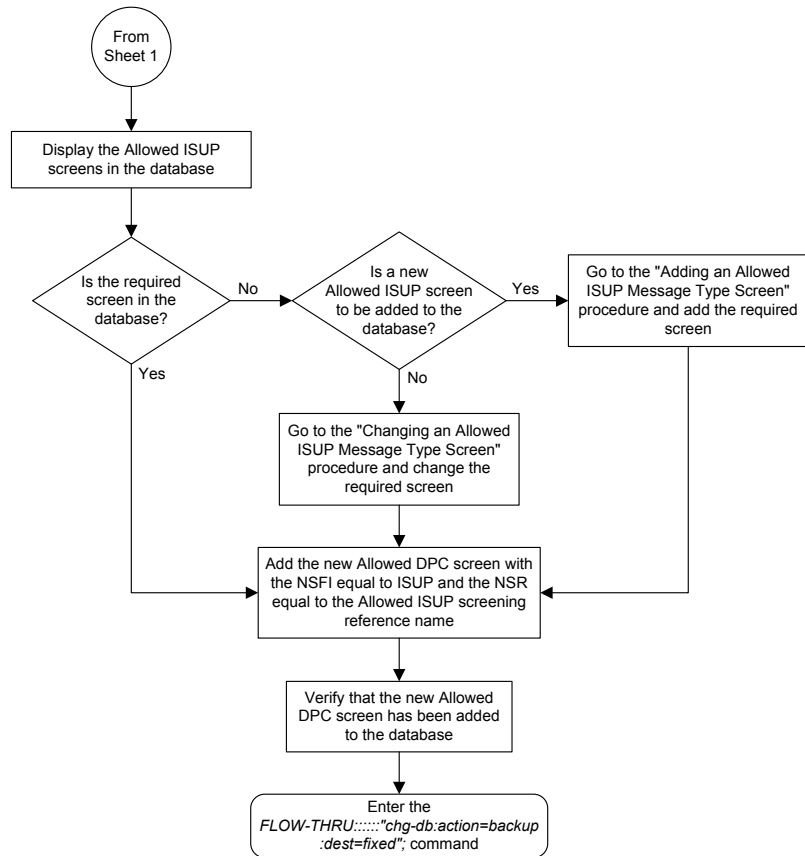 From
Sheet 1
Display the Allowed ISUP
screens in the database
Is the required
screen in the
database?
No
Yes
Is a new
Allowed ISUP screen
to be added to the
database?
Yes
No
Go to the "Adding an Allowed
ISUP Message Type Screen"
procedure and add the required
screen
Go to the "Changing an Allowed
ISUP Message Type Screen"
procedure and change the
required screen
Add the new Allowed DPC screen with
the NSFI equal to ISUP and the NSR
equal to the Allowed ISUP screening
reference name
Verify that the new Allowed
DPC screen has been added
to the database
Enter the
FLOW-THRU::::::"chg-db:action=backup
:dest=fixed"; command